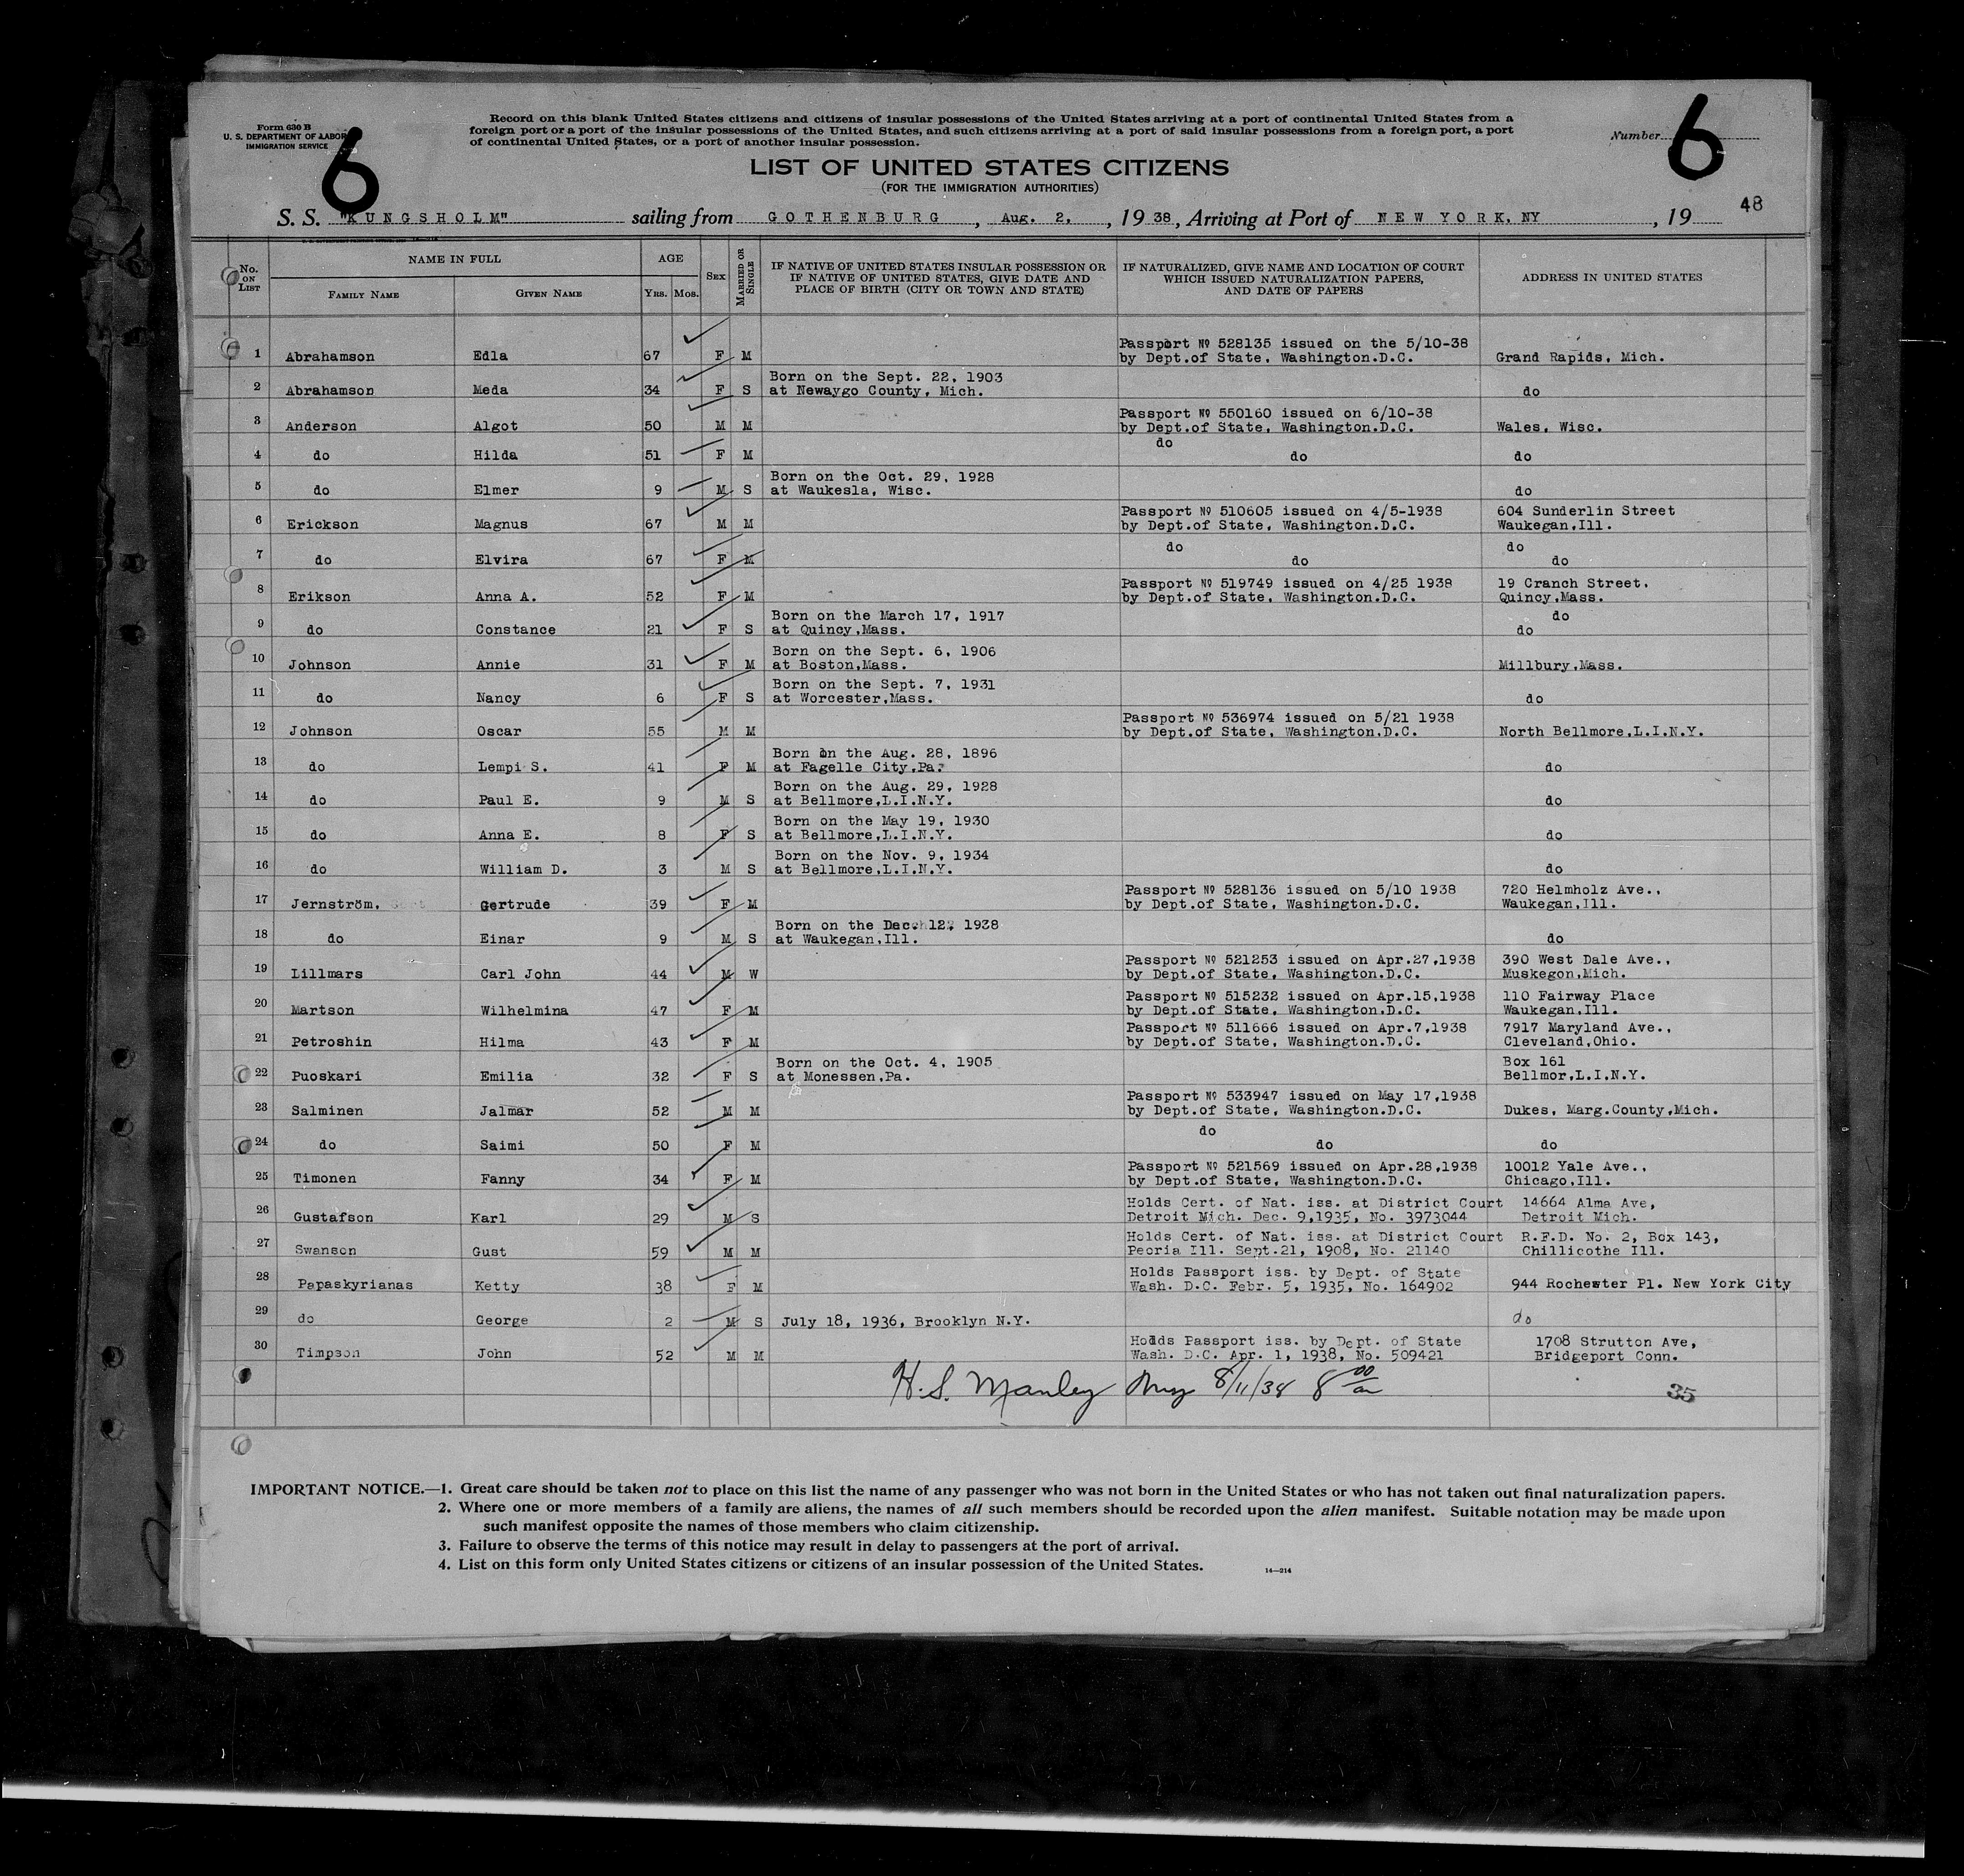 Form 630 B
U. S. DEPARTMENT OF LABOR
IMMIGRATION SERVICE
6
Record on this blank United States citizens and citizens of insular possessions of the United States arriving at a port of continental United States from a
foreign port or a port of the insular possessions of the United States, and such citizens arriving at a port of said insular possessions from a foreign port, a port
of continental United States, or a port of another insular possession.
Number 6
LIST OF UNITED STATES CITIZENS
(FOR THE IMMIGRATION AUTHORITIES)
48
S. S. "KUNGSHOLM" sailing from GOTHENBURG, Aug. 2, 1938, Arriving at Port of NEW YORK, NY, 19
No. ON LIST
NAME IN FULL
FAMILY NAME GIVEN NAME
AGE
YRS. MOS.
SEX
MARRIED OR SINGLE
IF NATIVE OF UNITED STATES INSULAR POSSESSION OR
IF NATIVE OF UNITED STATES, GIVE DATE AND
PLACE OF BIRTH (CITY OR TOWN AND STATE)
IF NATURALIZED, GIVE NAME AND LOCATION OF COURT
WHICH ISSUED NATURALIZATION PAPERS,
AND DATE OF PAPERS
ADDRESS IN UNITED STATES
Passport No 528135 issued on the 5/10-38
1 Abrahamson Edla 67 F M by Dept.of State, Washington.D.C. Grand Rapids, Mich.
Born on the Sept. 22, 1903
2 Abrahamson Meda 34 F S at Newaygo County, Mich. do
Passport No 550160 issued on 6/10-38
3 Anderson Algot 50 M M by Dept.of State, Washington.D.C. Wales, Wisc.
do
4 do Hilda 51 F M do do
Born on the Oct. 29, 1928
5 do Elmer 9 M S at Waukesla, Wisc. do
Passport No 510605 issued on 4/5-1938 604 Sunderlin Street
6 Erickson Magnus 67 M M by Dept.of State, Washington.D.C. Waukegan,Ill.
do do
7 do Elvira 67 F M do do
Passport No 519749 issued on 4/25 1938 19 Cranch Street.
8 Erikson Anna A. 52 F M by Dept.of State, Washington.D.C. Quincy,Mass.
Born on the March 17, 1917 do
9 do Constance 21 F S at Quincy,Mass. do
Born on the Sept. 6, 1906
10 Johnson Annie 31 F M at Boston,Mass. Millbury,Mass.
Born on the Sept. 7, 1931
11 do Nancy 6 F S at Worcester,Mass. do
Passport No 536974 issued on 5/21 1938
12 Johnson Oscar 55 M M by Dept.of State, Washington.D.C. North Bellmore,L.I.N.Y.
Born on the Aug. 28, 1896
13 do Lempi S. 41 F M at Fagelle City,Pa.
do
Born on the Aug. 29, 1928
14 do Paul E. 9 M S at Bellmore,L.I.N.Y. do
Born on the May 19, 1930
15 do Anna E. 8 F S at Bellmore,L.I.N.Y. do
Born on the Nov. 9, 1934
16 do William D. 3 M S at Bellmore,L.I.N.Y. do
Passport No 528136 issued on 5/10 1938 720 Helmholz Ave.,
17 Jernström, Gertrude 39 F M by Dept.of State, Washington.D.C. Waukegan,Ill.
Born on the Dec. 12, 1938
18 do Einar 9 M S at Waukegan,Ill. do
Passport No 521253 issued on Apr.27,1938 390 West Dale Ave.,
19 Lillmars Carl John 44 M W by Dept.of State, Washington.D.C. Muskegon,Mich.
Passport No 515232 issued on Apr.15,1938 110 Fairway Place
20 Martson Wilhelmina 47 F M by Dept.of State, Washington.D.C. Waukegan,Ill.
Passport No 511666 issued on Apr.7,1938 7917 Maryland Ave.,
21 Petroshin Hilma 43 F M by Dept.of State, Washington.D.C. Cleveland,Ohio.
Born on the Oct. 4, 1905 Box 161
22 Puoskari Emilia 32 F S at Monessen,Pa. Bellmor,L.I.N.Y.
Passport No 533947 issued on May 17,1938
23 Salminen Jalmar 52 M M by Dept.of State, Washington.D.C. Dukes, Marg.County,Mich.
do
24 do Saimi 50 F M do do
Passport No 521569 issued on Apr.28,1938 10012 Yale Ave.,
25 Timonen Fanny 34 F M by Dept.of State, Washington.D.C. Chicago,Ill.
Holds Cert. of Nat. iss. at District Court 14664 Alma Ave,
26 Gustafson Karl 29 M S Detroit Mich. Dec. 9,1935, No. 3973044 Detroit Mich.
Holds Cert. of Nat. iss. at District Court R.F.D. No. 2, Box 143,
27 Swanson Gust 59 M M Peoria Ill. Sept.21, 1908, No. 21140 Chillicothe Ill.
Holds Passport iss. by Dept. of State
28 Papaskyrianas Ketty 38 F M Wash. D.C. Febr. 5, 1935, No. 164902 944 Rochester Pl. New York City
29 do George 2 M S July 18, 1936, Brooklyn N.Y. do
Holds Passport iss. by Dept. of State 1708 Strutton Ave,
30 Timpson John 52 M M Wash. D.C. Apr. 1, 1938, No. 509421 Bridgeport Conn.
H. S. Manley 8/11/38 8 00 am
35
IMPORTANT NOTICE.—1. Great care should be taken not to place on this list the name of any passenger who was not born in the United States or who has not taken out final naturalization papers.
2. Where one or more members of a family are aliens, the names of all such members should be recorded upon the alien manifest. Suitable notation may be made upon
such manifest opposite the names of those members who claim citizenship.
3. Failure to observe the terms of this notice may result in delay to passengers at the port of arrival.
4. List on this form only United States citizens or citizens of an insular possession of the United States.
14—214